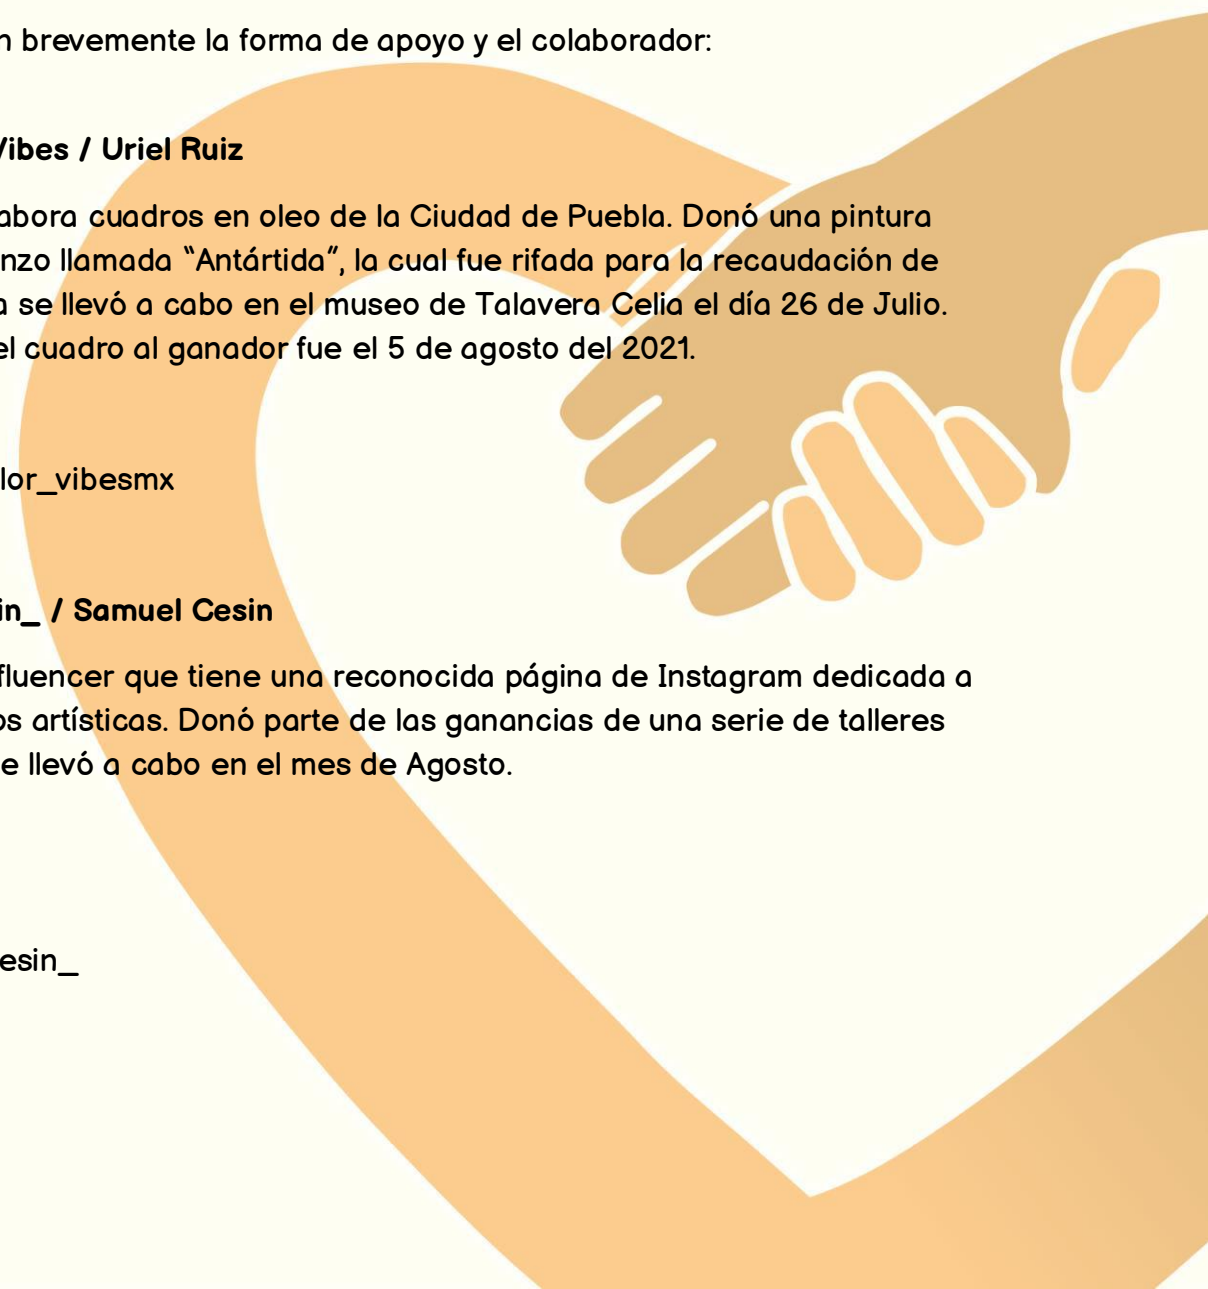 n brevemente la forma de apoyo y el colaborador:
Vibes / Uriel Ruiz
abora cuadros en oleo de la Ciudad de Puebla. Donó una pintura
nzo llamada “Antártida”, la cual fue rifada para la recaudación de
a se llevó a cabo en el museo de Talavera Celia el día 26 de Julio.
el cuadro al ganador fue el 5 de agosto del 2021.
lor_vibesmx
in_ / Samuel Cesin
fluencer que tiene una reconocida página de Instagram dedicada a
os artísticas. Donó parte de las ganancias de una serie de talleres
e llevó a cabo en el mes de Agosto.
esin_